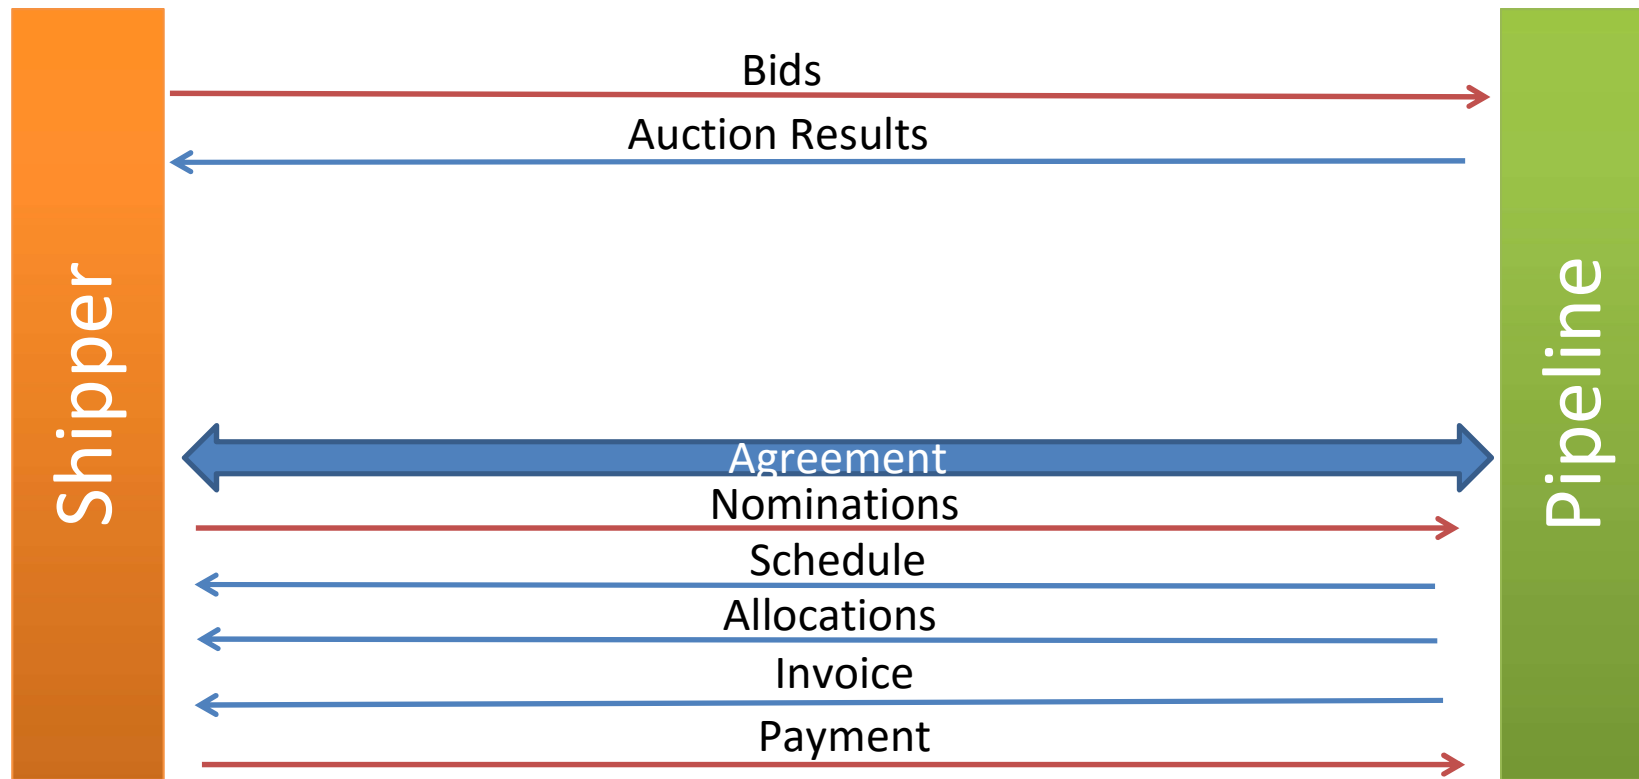 Shipper
Bids
Auction Results
Agreement
Nominations
Schedule
Allocations
Invoice
Payment
Pipeline